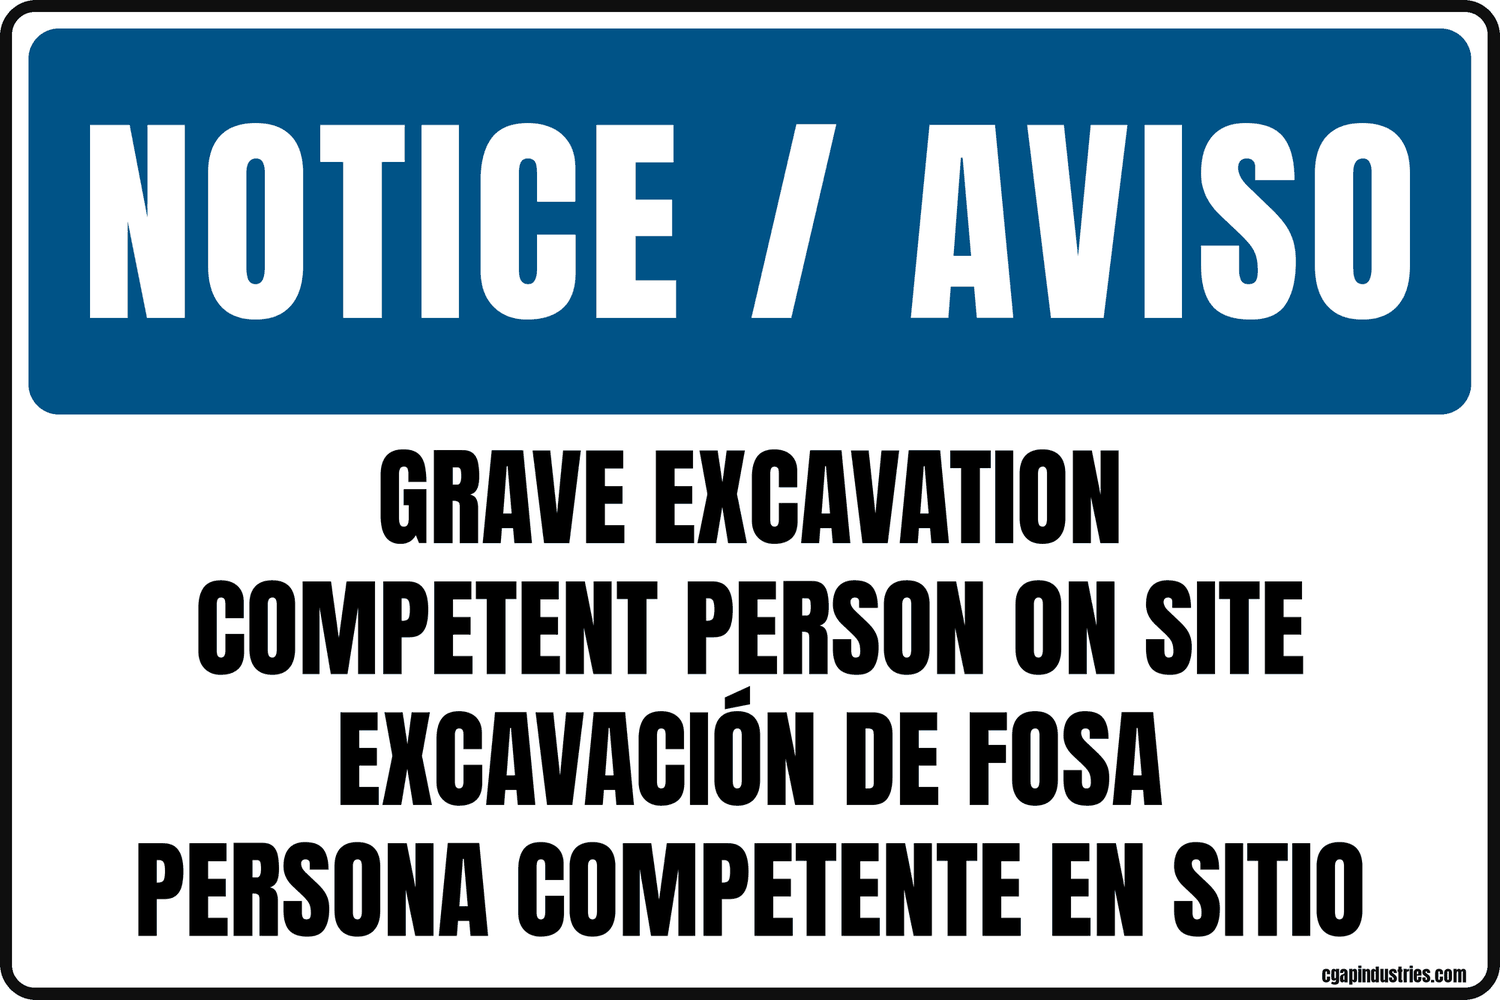 NOTICE / AVISO
GRAVE EXCAVATION
COMPETENT PERSON ON SITE
EXCAVACIÓN DE FOSA
PERSONA COMPETENTE EN SITIO
cgapindustries.com